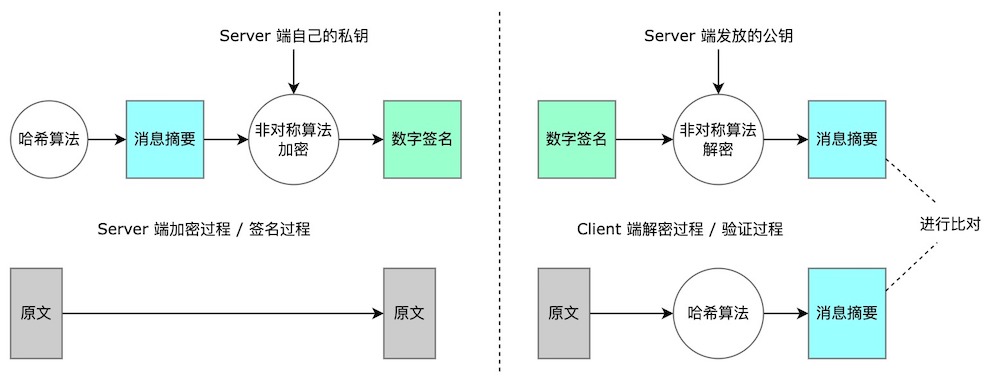 Server 端自己的私钥
哈希算法
消息摘要
非对称算法
加密
数字签名
Server 端加密过程 / 签名过程
原文
原文
Server 端发放的公钥
数字签名
非对称算法
解密
消息摘要
Client 端解密过程 / 验证过程
进行比对
原文
哈希算法
消息摘要